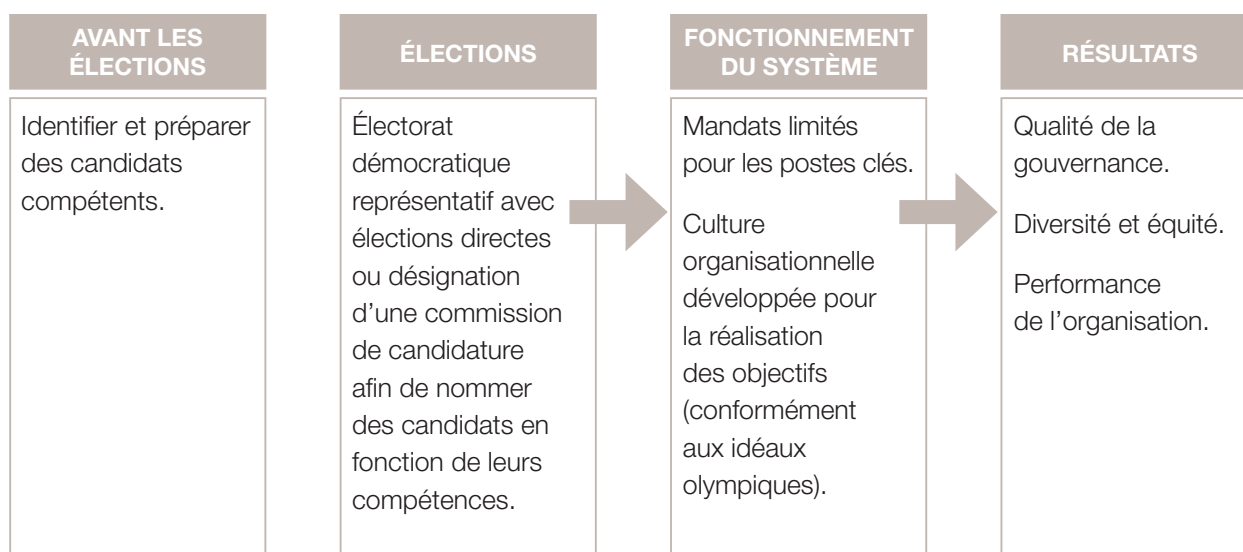 AVANT LES
ÉLECTIONS
Identifier et préparer
des candidats
compétents.
ÉLECTIONS
Électorat
démocratique
représentatif avec
élections directes
ou désignation
d’une commission
de candidature
afin de nommer
des candidats en
fonction de leurs
compétences.
FONCTIONNEMENT
DU SYSTÈME
Mandats limités
pour les postes clés.
Culture
organisationnelle
développée pour
la réalisation
des objectifs
(conformément
aux idéaux
olympiques).
RÉSULTATS
Qualité de la
gouvernance.
Diversité et équité.
Performance
de l’organisation.